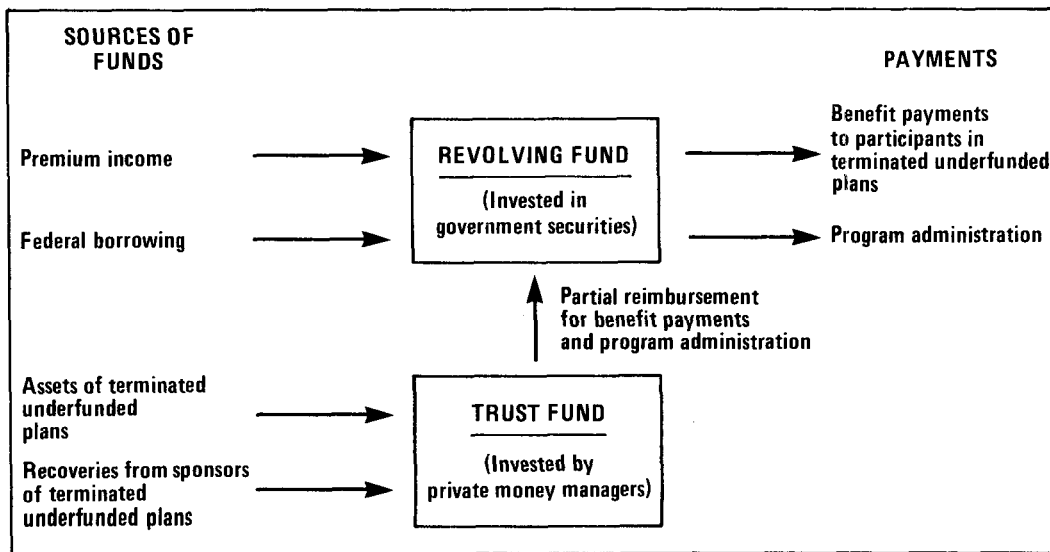 SOURCES OF
FUNDS
PAYMENTS
Premium income
Federal borrowing
REVOLVING FUND
(Invested in
government securities)
Benefit payments
to participants in
terminated underfunded
plans
Program administration
Partial reimbursement
for benefit payments
and program administration
Assets of terminated
underfunded
plans
Recoveries from sponsors
of terminated
underfunded plans
TRUST FUND
(Invested by
private money managers)